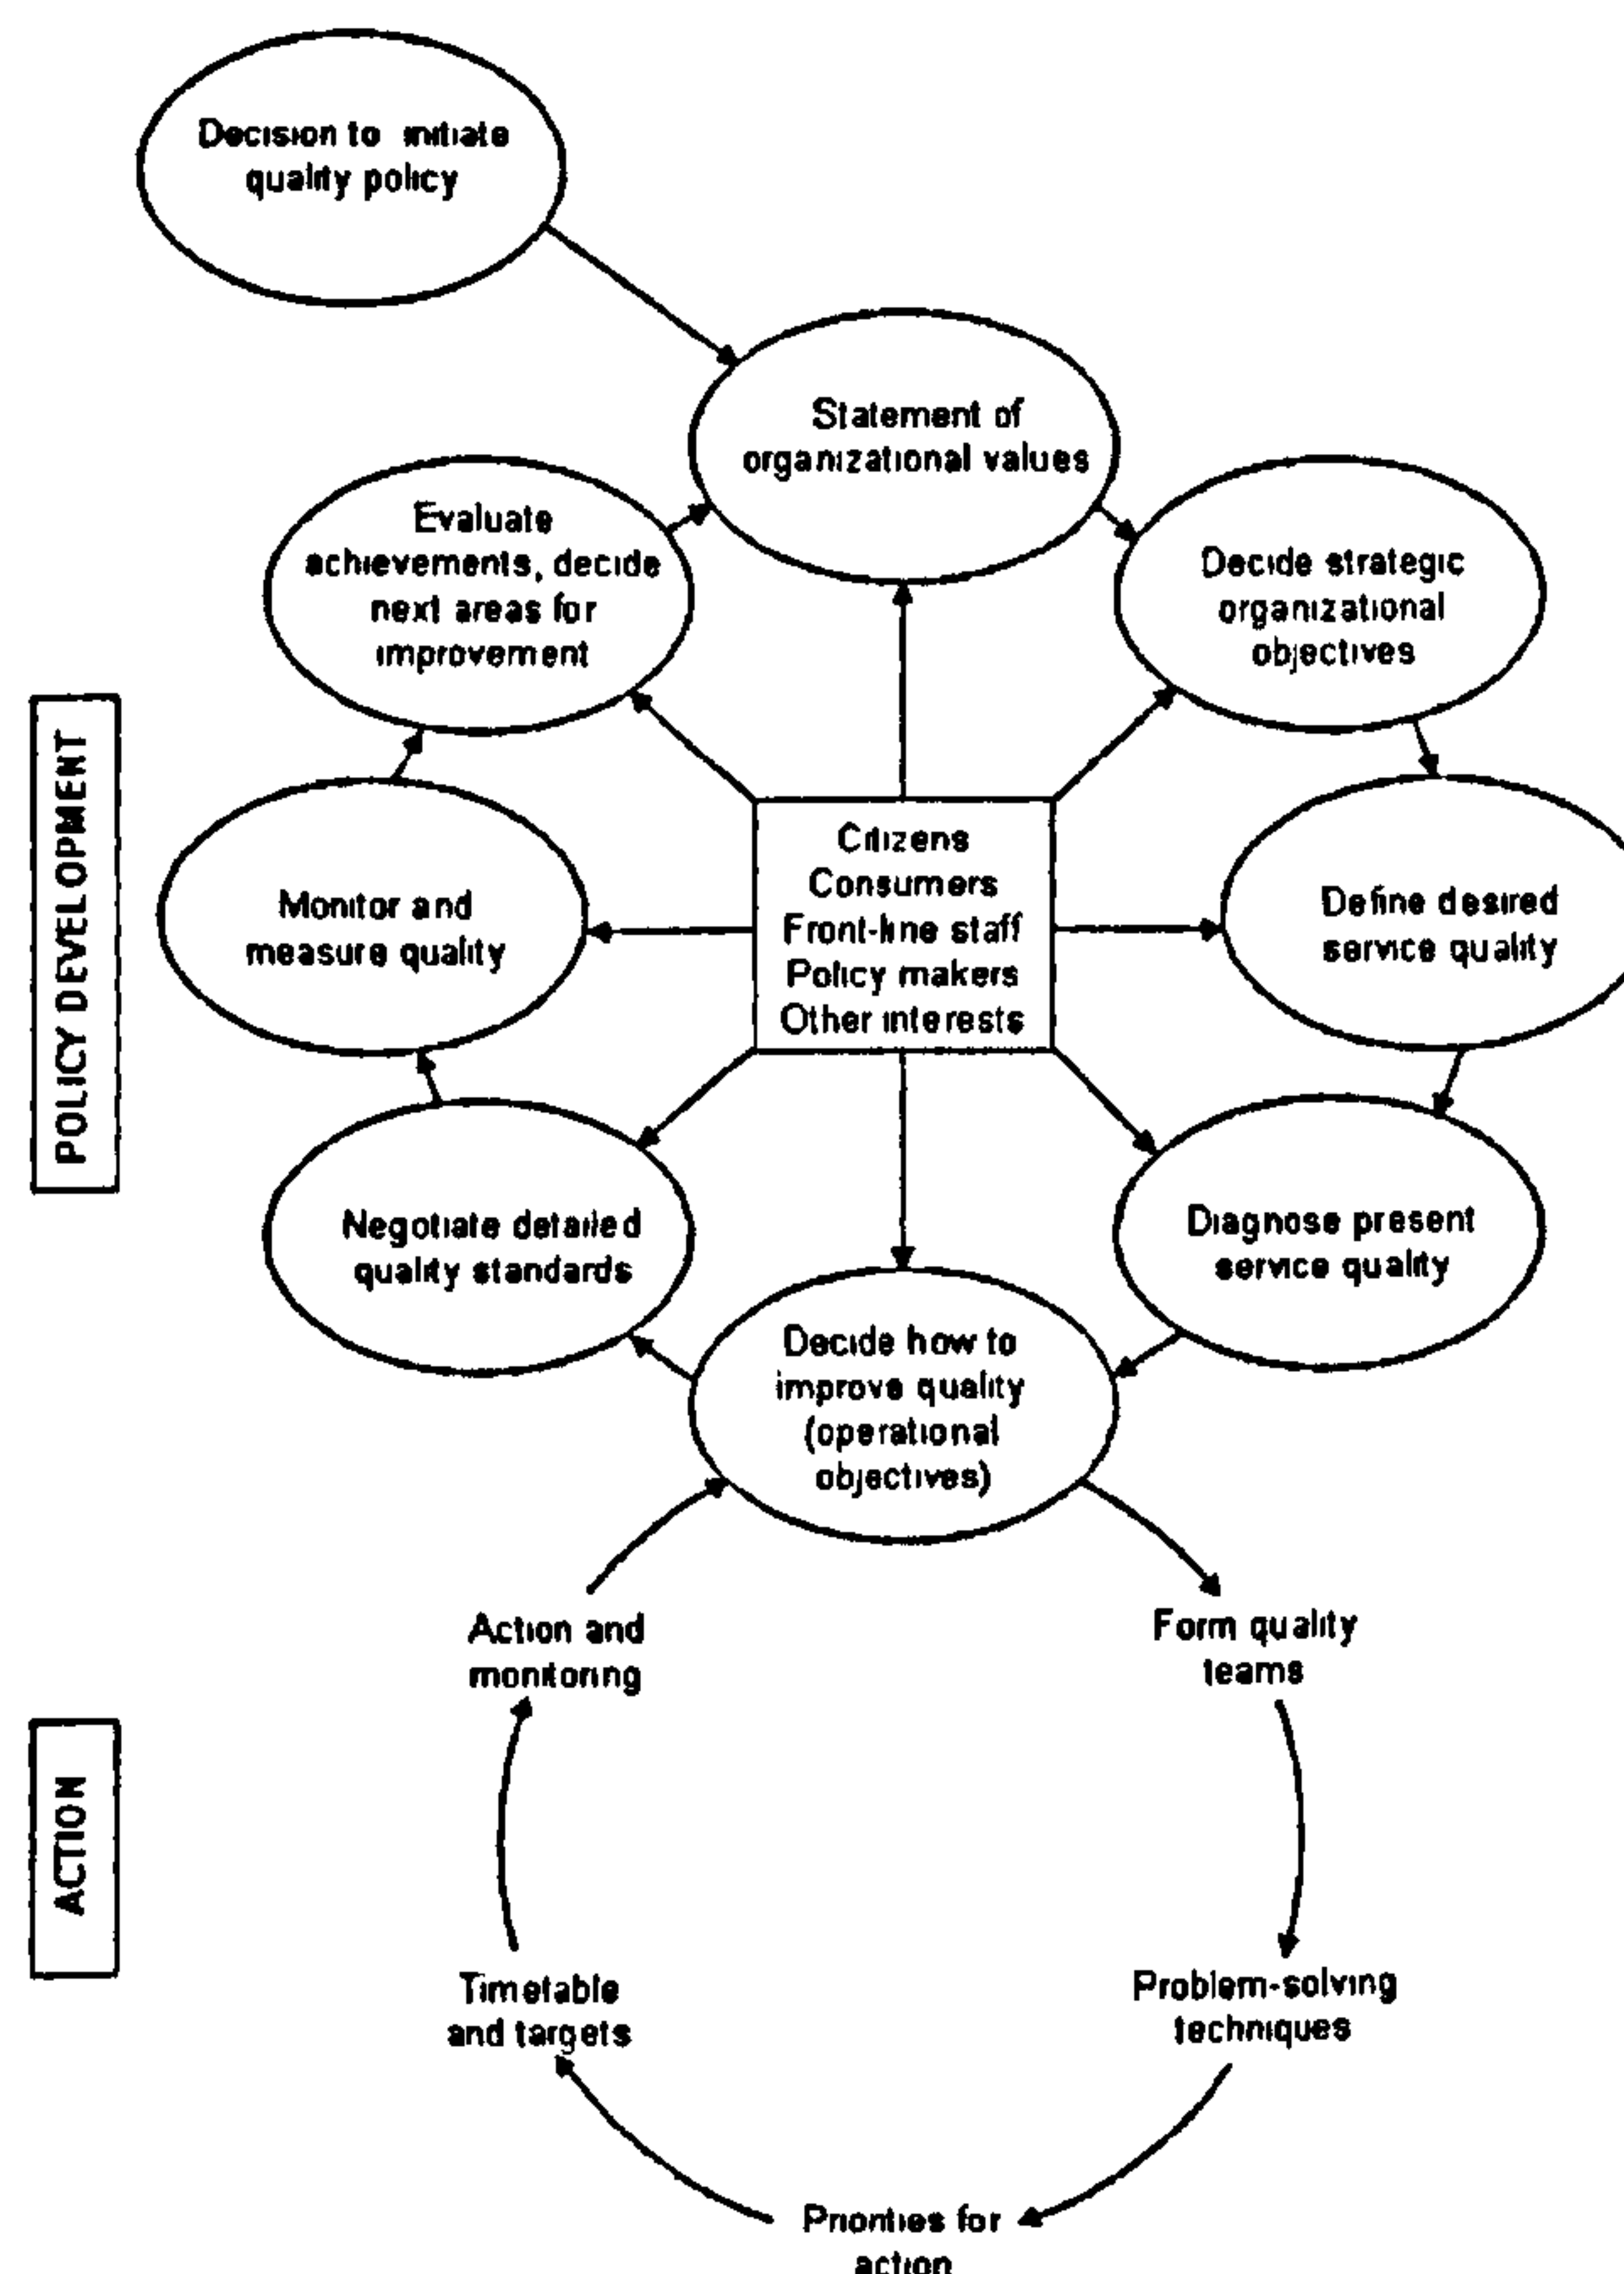 Decision to initiate
quality policy
Statement of
organizational values
Evaluate
achievements, decide
next areas for
improvement
Decide strategic
organizational
objectives
POLICY DEVELOPMENT
Citizens
Consumers
Front-line staff
Policy makers
Other interests
Monitor and
measure quality
Define desired
service quality
Negotiate detailed
quality standards
Diagnose present
service quality
Decide how to
improve quality
(operational
objectives)
Action and
monitoring
Form quality
teams
ACTION
Timetable
and targets
Problem-solving
techniques
Priorities for
action